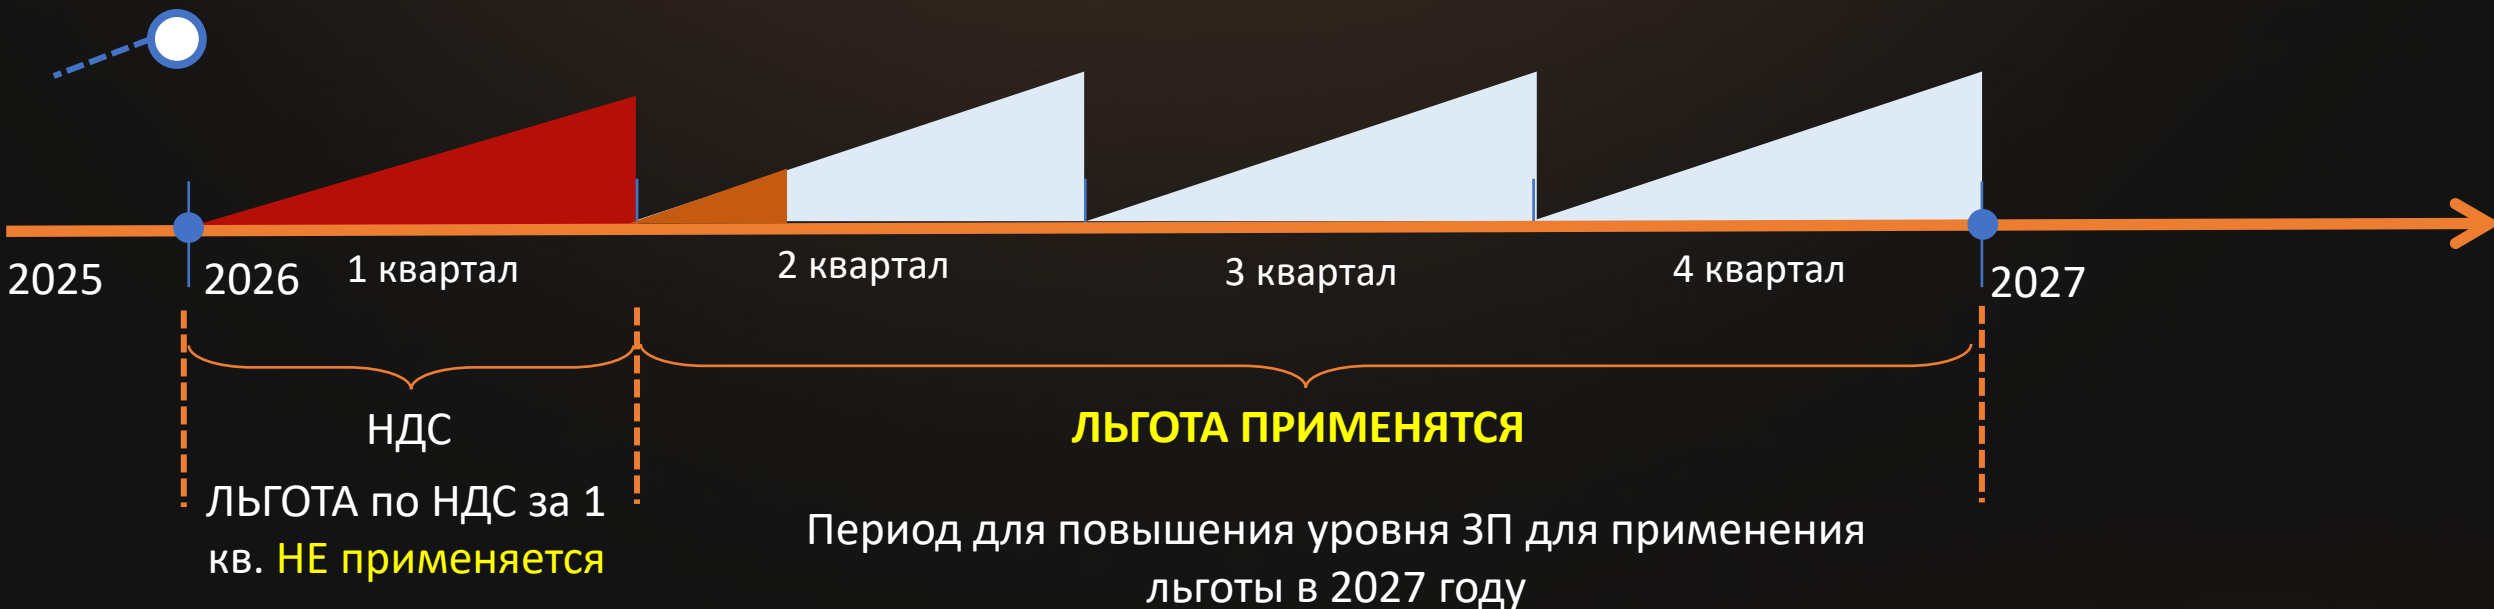 2025
2026
1 квартал
2 квартал
3 квартал
4 квартал
2027
НДС
ЛЬГОТА по НДС за 1
кв. НЕ применяется
ЛЬГОТА ПРИМЕНЯТСЯ
Период для повышения уровня ЗП для применения
льготы в 2027 году